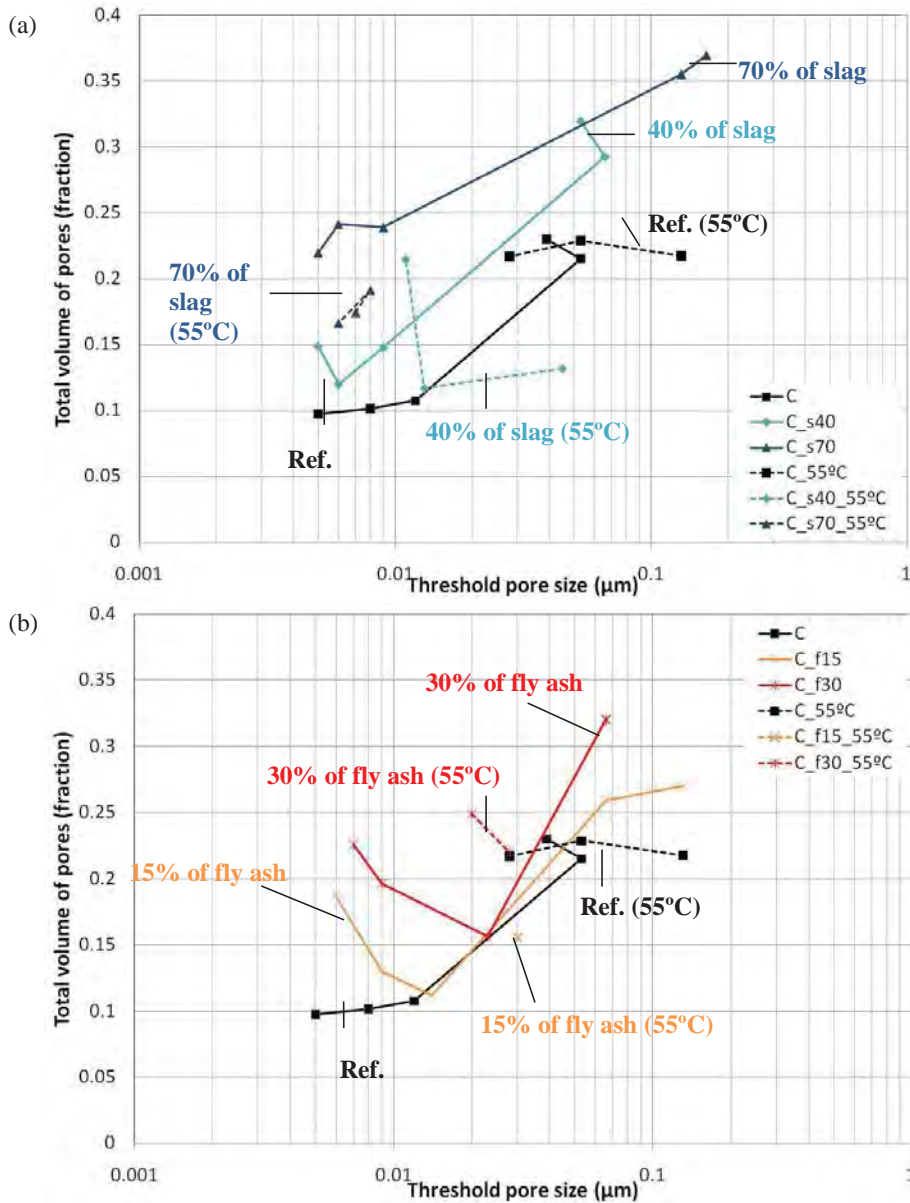 (a)
0.4
0.35
0.3
0.25
0.2
0.15
0.1
0.05
0
Total volume of pores (fraction)
70% of slag
40% of slag
Ref. (55ºC)
70% of
slag
(55ºC)
40% of slag (55ºC)
Ref.
C
C_s40
C_s70
C_55ºC
C_s40_55ºC
C_s70_55ºC
0.001
0.01
0.1
1
Threshold pore size (µm)
(b)
0.4
0.35
0.3
0.25
0.2
0.15
0.1
0.05
0
Total volume of pores (fraction)
30% of fly ash
30% of fly ash (55ºC)
15% of fly ash
Ref. (55ºC)
15% of fly ash (55ºC)
Ref.
C
C_f15
C_f30
C_55ºC
C_f15_55ºC
C_f30_55ºC
0.001
0.01
0.1
1
Threshold pore size (µm)